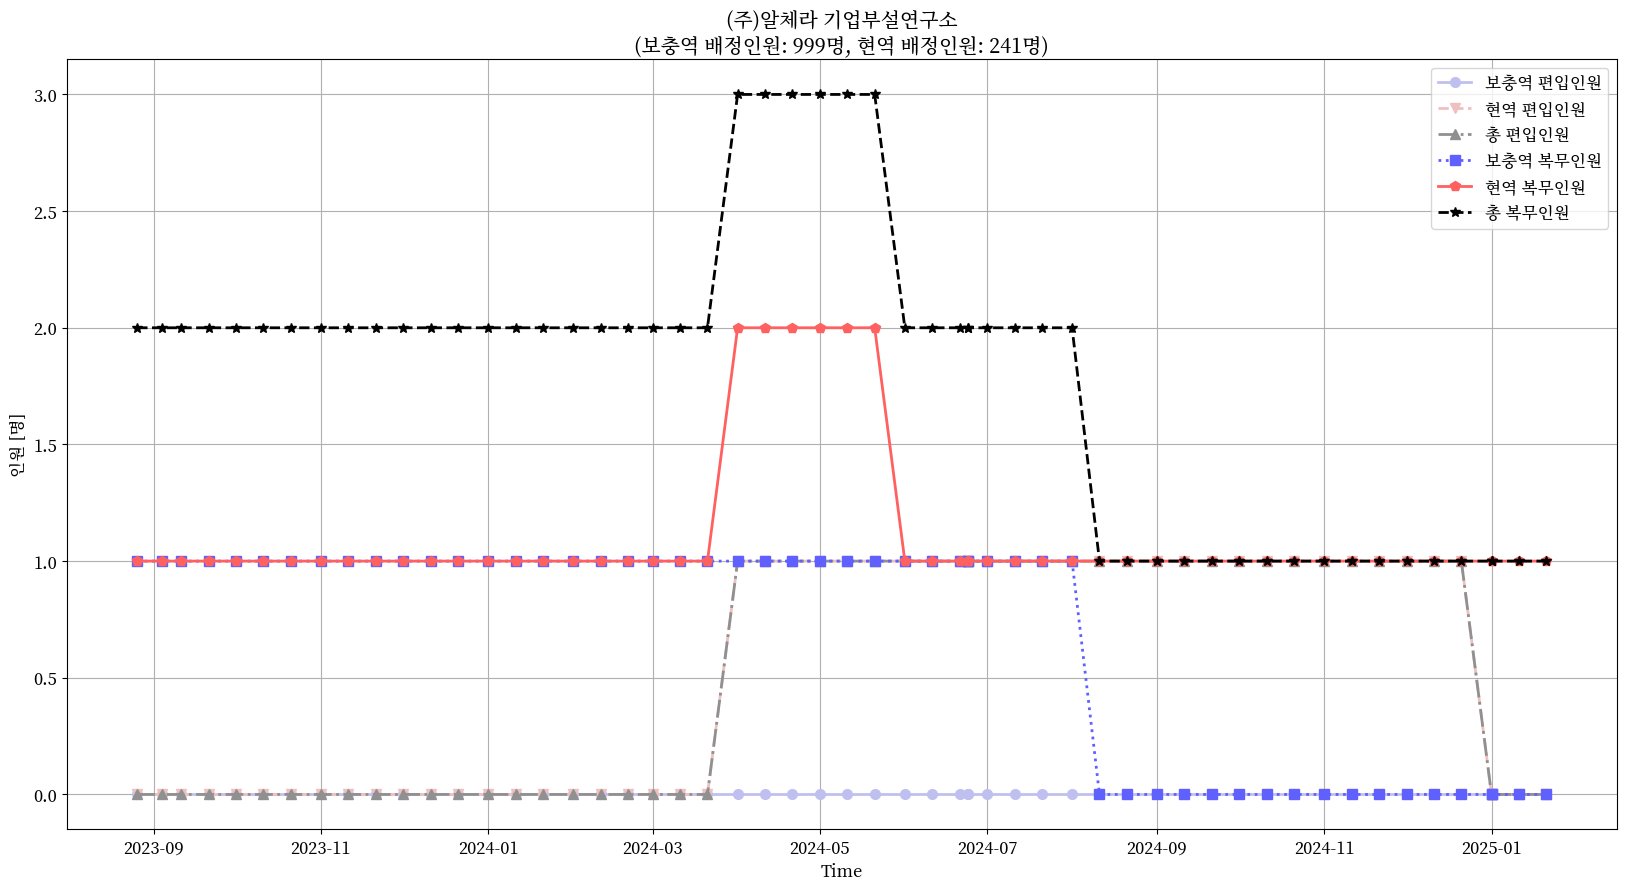 (주)알체라 기업부설연구소
(보충역 배정인원: 999명, 현역 배정인원: 241명)
보충역 편입인원
현역 편입인원
총 편입인원
보충역 복무인원
현역 복무인원
총 복무인원
인원 [명]
3.0
2.5
2.0
1.5
1.0
0.5
0.0
2023-09 2023-11 2024-01 2024-03 2024-05 2024-07 2024-09 2024-11 2025-01
Time